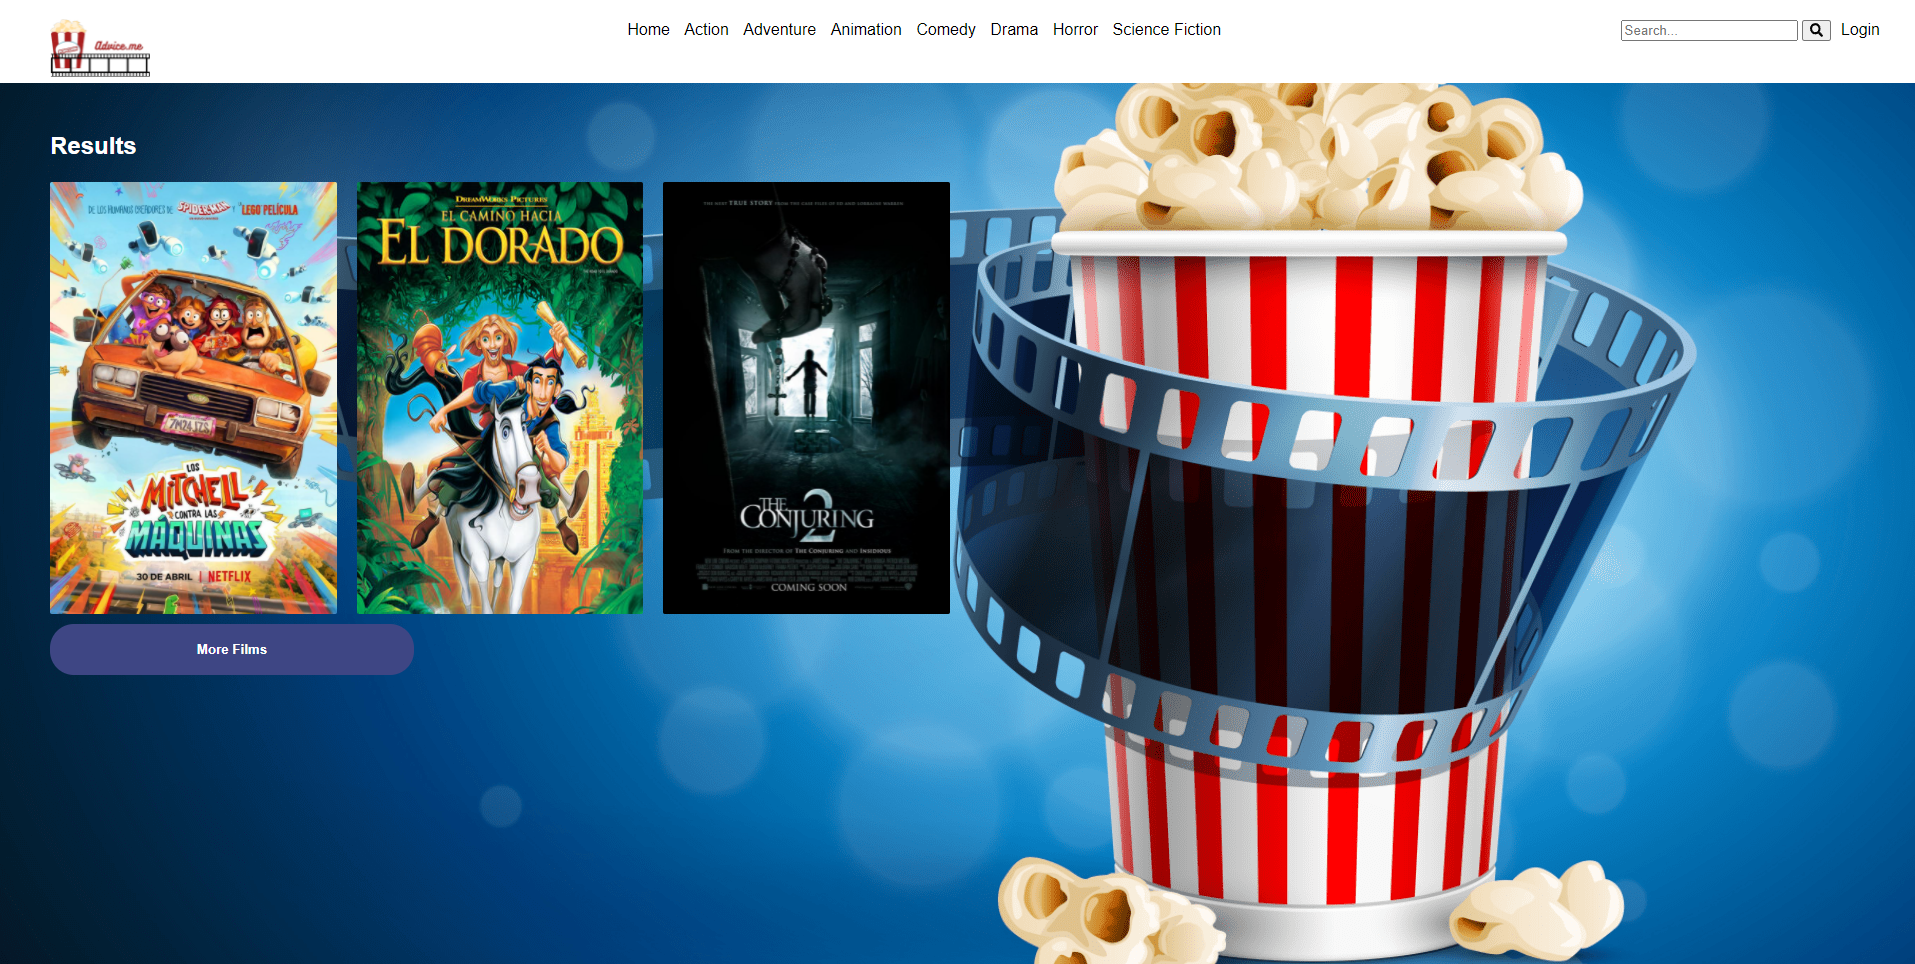 Advice.me
Home Action Adventure Animation Comedy Drama Horror Science Fiction
Search...
Login
Results
DE LOS HUMANOS CREADORES DE SPIDERMAN Y LEGO PELÍCULA
LOS
MITCHELL
CONTRA LAS
MÁQUINAS
30 DE ABRIL | NETFLIX
DREAMWORKS PICTURES
EL CAMINO HACIA
EL DORADO
THE NEXT TRUE STORY FROM THE CASE FILES OF ED AND LORRAINE WARREN
THE
CONJURING
2
FROM THE DIRECTOR OF THE CONJURING AND INSIDIOUS
COMING SOON
More Films